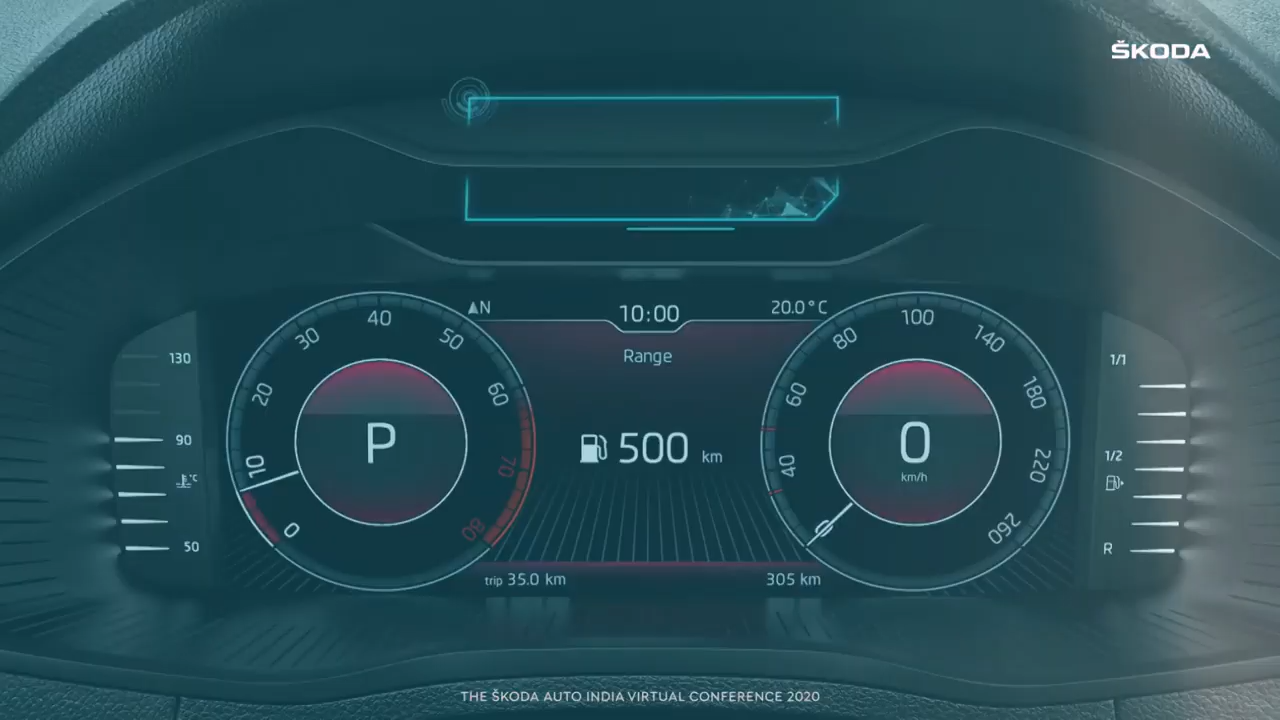 ŠKODA
▲N
10:00
20.0°C
Range
0
10
20
30
40
50
60
70
80
P
500 km
0
40
60
80
100
140
180
220
260
0
km/h
130
90
°C
50
1/1
1/2
R
trip 35.0 km
305 km
THE ŠKODA AUTO INDIA VIRTUAL CONFERENCE 2020